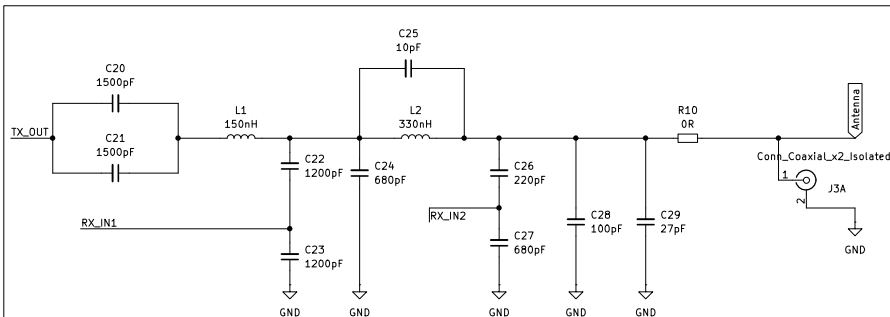 C25
10pF
C20
1500pF
TX_OUT
C21
1500pF
L1
150nH
L2
330nH
R10
0R
Antenna
C22
1200pF
C24
680pF
C26
220pF
Conn_Coaxial_x2_Isolated
1
J3A
2
RX_IN1
RX_IN2
C23
1200pF
C27
680pF
C28
100pF
C29
27pF
GND
GND
GND
GND
GND
GND